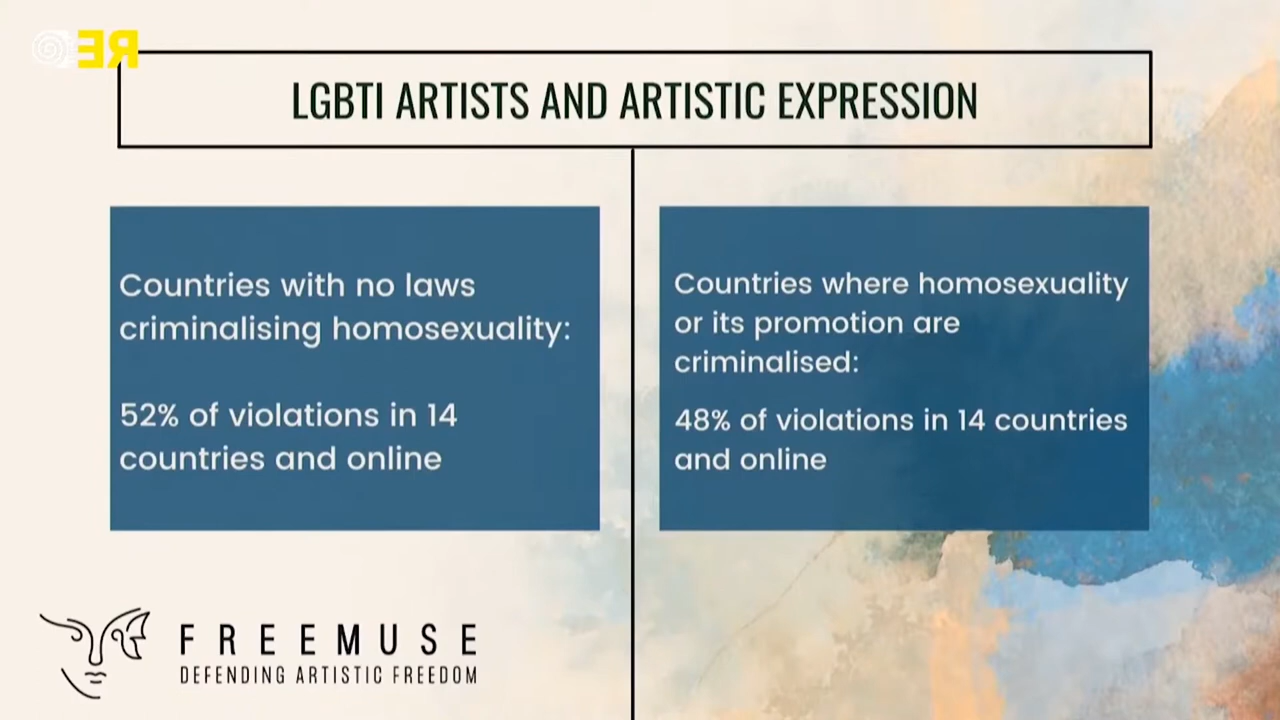 RE
LGBTI ARTISTS AND ARTISTIC EXPRESSION
Countries with no laws
criminalising homosexuality:
52% of violations in 14
countries and online
Countries where homosexuality
or its promotion are
criminalised:
48% of violations in 14 countries
and online
FREEMUSE
DEFENDING ARTISTIC FREEDOM